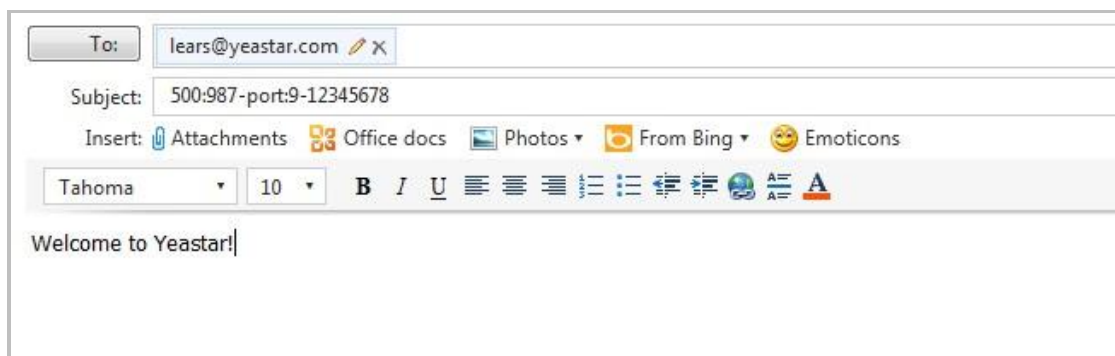 To: lears@yeastar.com
Subject: 500:987-port:9-12345678
Insert: Attachments Office docs Photos From Bing Emoticons
Tahoma 10 B I U A
Welcome to Yeastar!